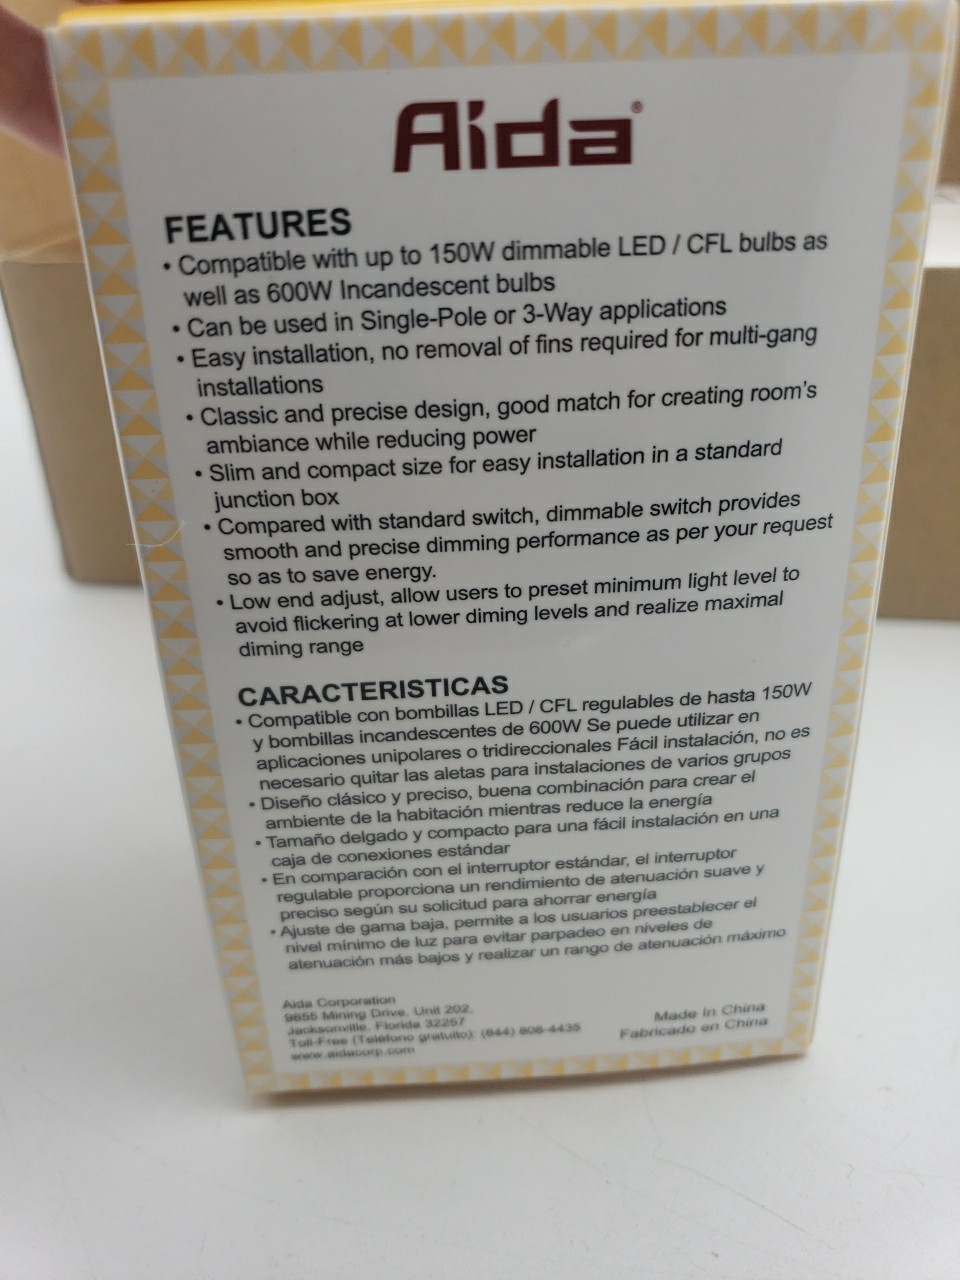 Aida®
FEATURES
• Compatible with up to 150W dimmable LED / CFL bulbs as
well as 600W Incandescent bulbs
• Can be used in Single-Pole or 3-Way applications
• Easy installation, no removal of fins required for multi-gang
installations
• Classic and precise design, good match for creating room's
ambiance while reducing power
• Slim and compact size for easy installation in a standard
junction box
• Compared with standard switch, dimmable switch provides
smooth and precise dimming performance as per your request
so as to save energy.
• Low end adjust, allow users to preset minimum light level to
avoid flickering at lower diming levels and realize maximal
diming range
CARACTERISTICAS
• Compatible con bombillas LED / CFL regulables de hasta 150W
y bombillas incandescentes de 600W Se puede utilizar en
aplicaciones unipolares o tridireccionales Fácil instalación, no es
necesario quitar las aletas para instalaciones de varios grupos
• Diseño clásico y preciso, buena combinación para crear el
ambiente de la habitación mientras reduce la energía
• Tamaño delgado y compacto para una fácil instalación en una
caja de conexiones estándar
• En comparación con el interruptor estándar, el interruptor
regulable proporciona un rendimiento de atenuación suave y
preciso según su solicitud para ahorrar energía
• Ajuste de gama baja, permite a los usuarios preestablecer el
nivel mínimo de luz para evitar parpadeo en niveles de
atenuación más bajos y realizar un rango de atenuación máximo
Aida Corporation
9655 Mining Drive, Unit 202,
Jacksonville, Florida 32257
Toll-Free (Teléfono gratuito): (844) 808-4435
www.aidacorp.com
Made In China
Fabricado en China